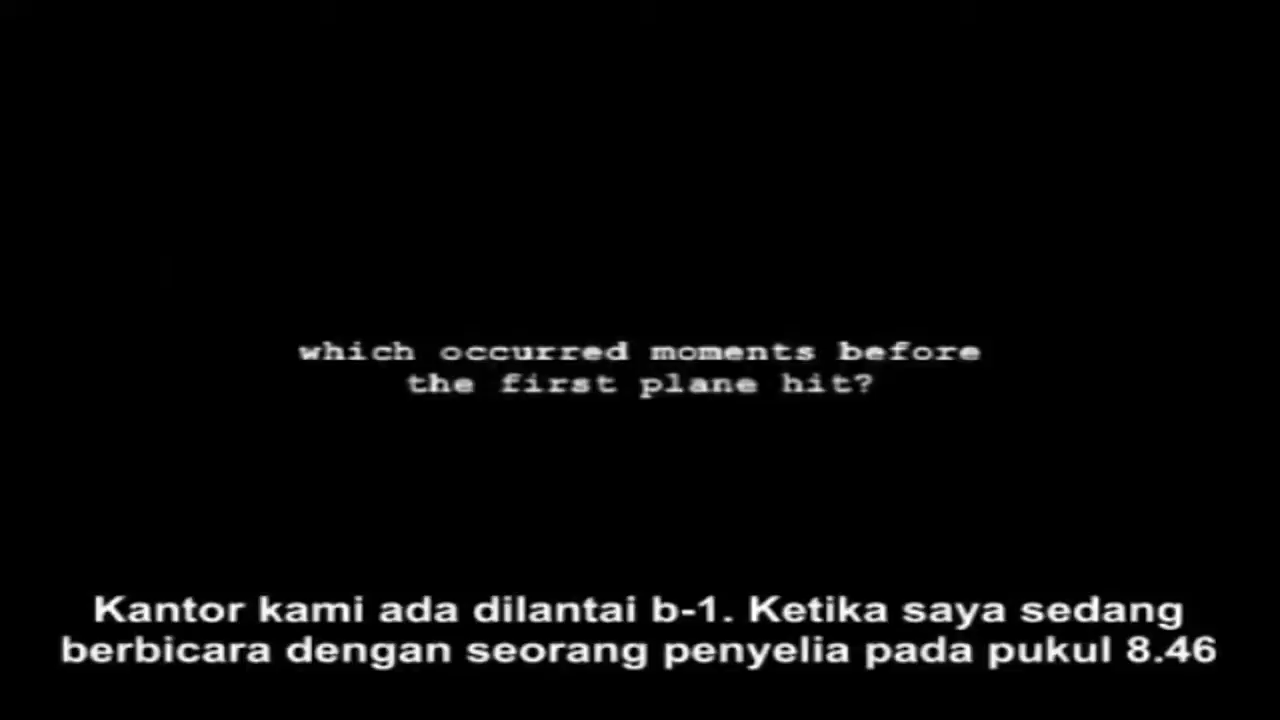 which occurred moments before
the first plane hit?
Kantor kami ada dilantai b-1. Ketika saya sedang
berbicara dengan seorang penyelia pada pukul 8.46